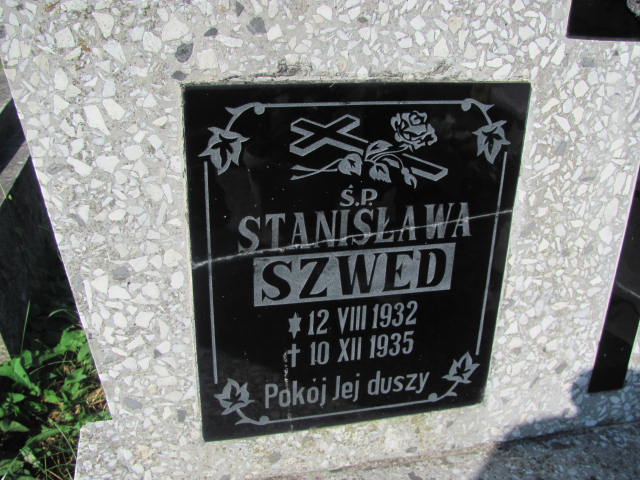 Ś.P.
STANISŁAWA
SZWED
* 12 VIII 1932
† 10 XII 1935
Pokój Jej duszy